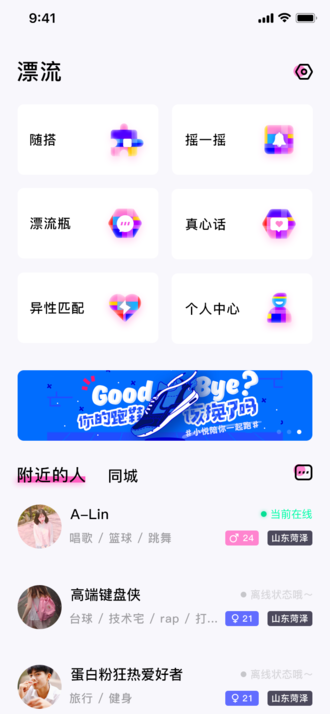 9:41
漂流
随搭
摇一摇
漂流瓶
真心话
异性匹配
个人中心
Good Bye?
你的跑鞋该换了吗
#小悦陪你一起跑#
附近的人 同城
A-Lin
当前在线
唱歌 / 篮球 / 跳舞
24
山东菏泽
高端键盘侠
离线状态哦～
台球 / 技术宅 / rap / 打...
21
山东菏泽
蛋白粉狂热爱好者
离线状态哦～
旅行 / 健身
21
山东菏泽